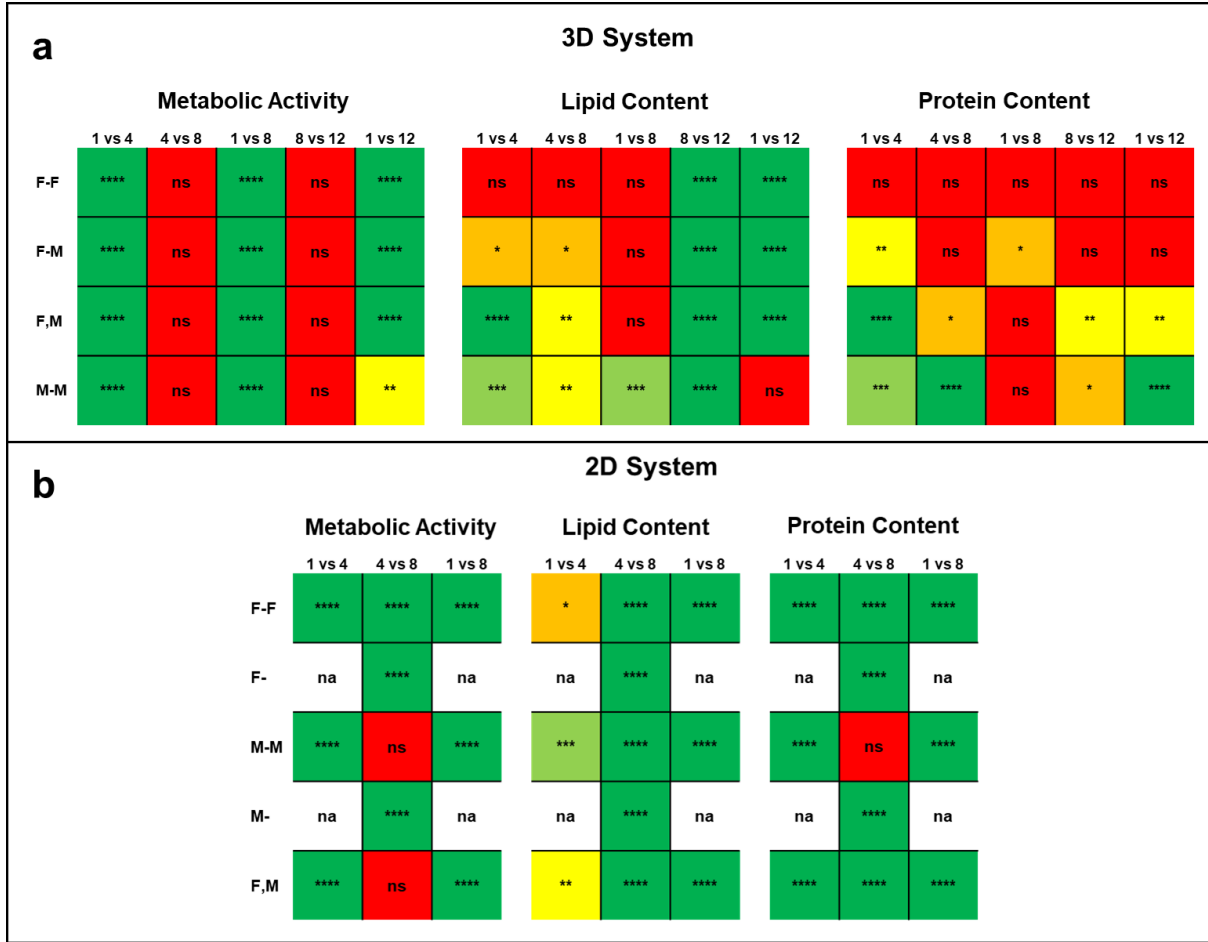 a
3D System
Metabolic Activity Lipid Content Protein Content
1 vs 4 4 vs 8 1 vs 8 8 vs 12 1 vs 12 1 vs 4 4 vs 8 1 vs 8 8 vs 12 1 vs 12 1 vs 4 4 vs 8 1 vs 8 8 vs 12 1 vs 12
F-F **** ns **** ns **** ns ns ns **** **** ns ns ns ns ns
F-M **** ns **** ns **** * * ns **** **** ** ns * ns ns
F,M **** ns **** ns **** **** ** ns **** **** **** * ns ** **
M-M **** ns **** ns ** *** ** *** **** ns *** **** ns * ****
b
2D System
Metabolic Activity Lipid Content Protein Content
1 vs 4 4 vs 8 1 vs 8 1 vs 4 4 vs 8 1 vs 8 1 vs 4 4 vs 8 1 vs 8
F-F **** **** **** * **** **** **** **** ****
F- na **** na na **** na na **** na
M-M **** ns **** *** **** **** **** ns ****
M- na **** na na **** na na **** na
F,M **** ns **** ** **** **** **** **** ****